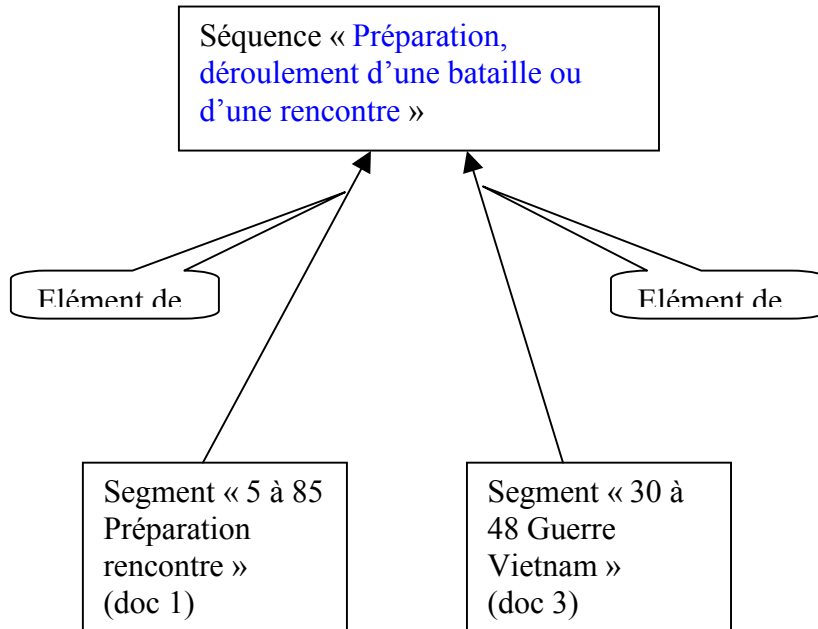 Séquence « Préparation,
déroulement d’une bataille ou
d’une rencontre »
Elément de
Elément de
Segment « 5 à 85
Préparation
rencontre »
(doc 1)
Segment « 30 à
48 Guerre
Vietnam »
(doc 3)